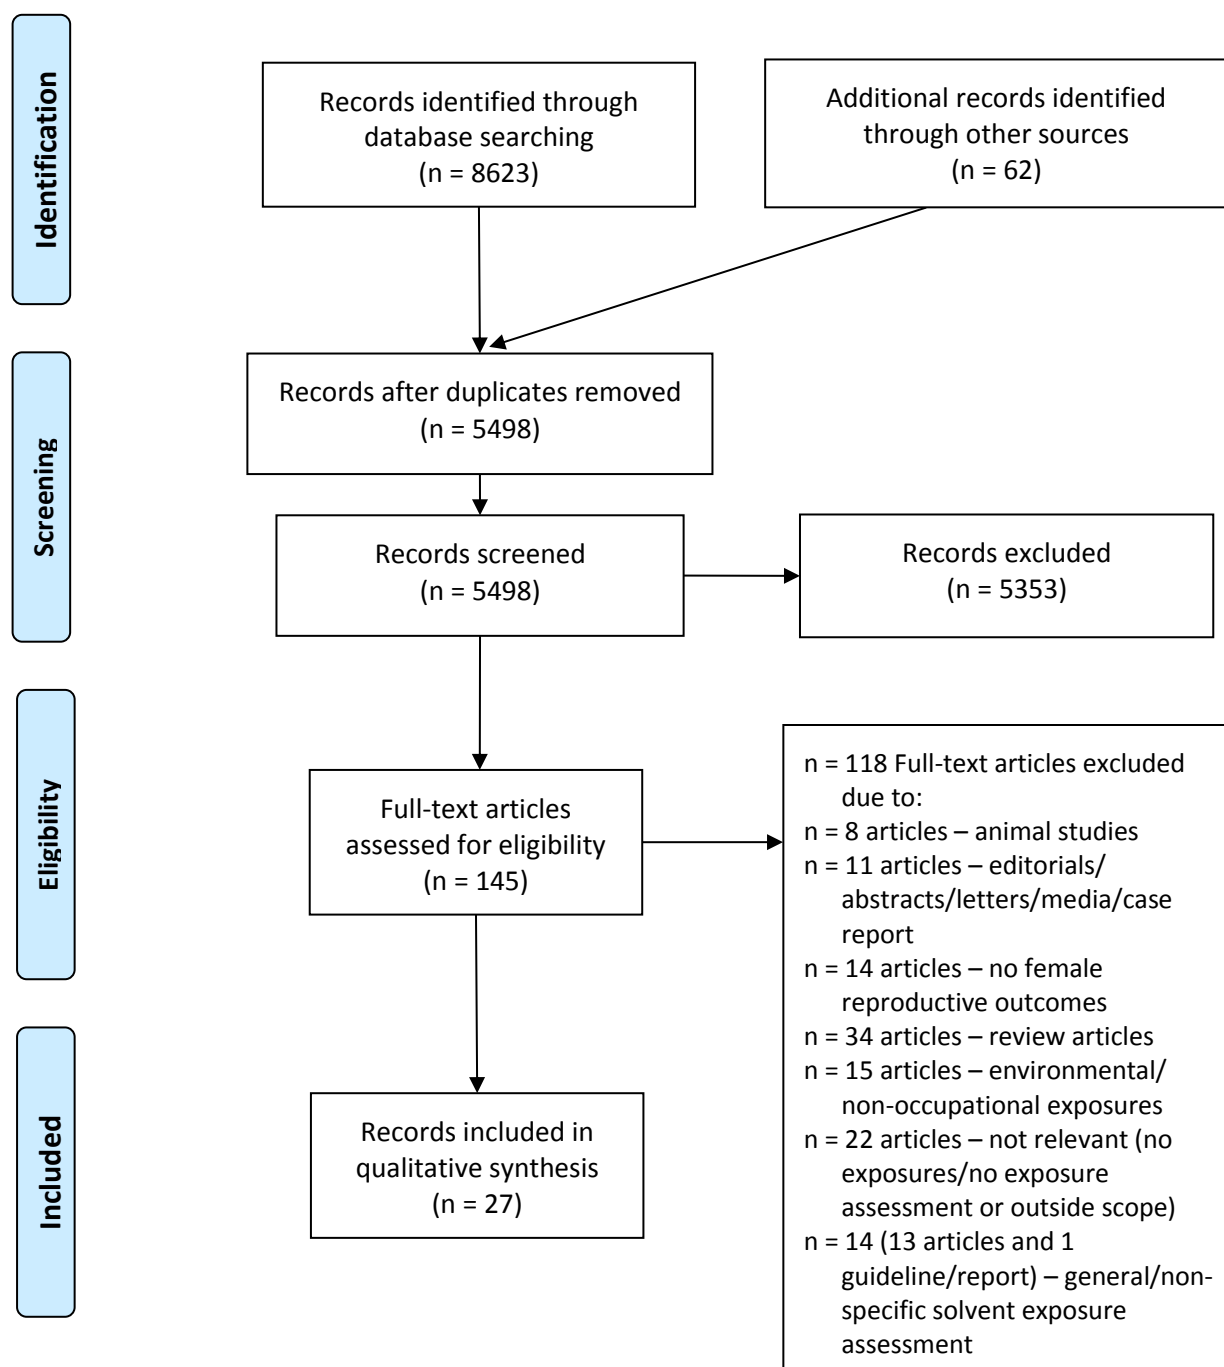 Identification
Records identified through
database searching
(n = 8623)
Additional records identified
through other sources
(n = 62)
Screening
Records after duplicates removed
(n = 5498)
Records screened
(n = 5498)
Records excluded
(n = 5353)
Eligibility
Full-text articles
assessed for eligibility
(n = 145)
n = 118 Full-text articles excluded
due to:
n = 8 articles – animal studies
n = 11 articles – editorials/
abstracts/letters/media/case
report
n = 14 articles – no female
reproductive outcomes
n = 34 articles – review articles
n = 15 articles – environmental/
non-occupational exposures
n = 22 articles – not relevant (no
exposures/no exposure
assessment or outside scope)
n = 14 (13 articles and 1
guideline/report) – general/non-
specific solvent exposure
assessment
Included
Records included in
qualitative synthesis
(n = 27)